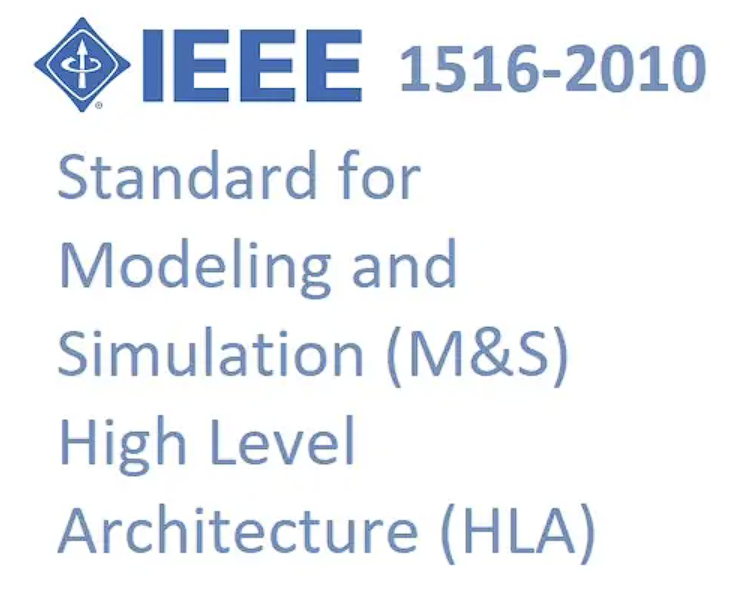 IEEE 1516-2010
Standard for
Modeling and
Simulation (M&S)
High Level
Architecture (HLA)